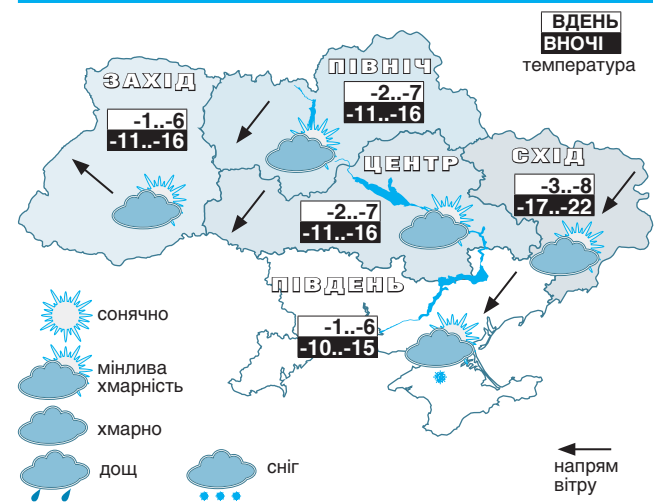 ВДЕНЬ
ВНОЧІ
температура
ПІВНІЧ
-2..-7
-11..-16
ЗАХІД
-1..-6
-11..-16
ЦЕНТР
-2..-7
-11..-16
СХІД
-3..-8
-17..-22
ПІВДЕНЬ
-1..-6
-10..-15
сонячно
мінлива
хмарність
хмарно
дощ
сніг
напрям
вітру